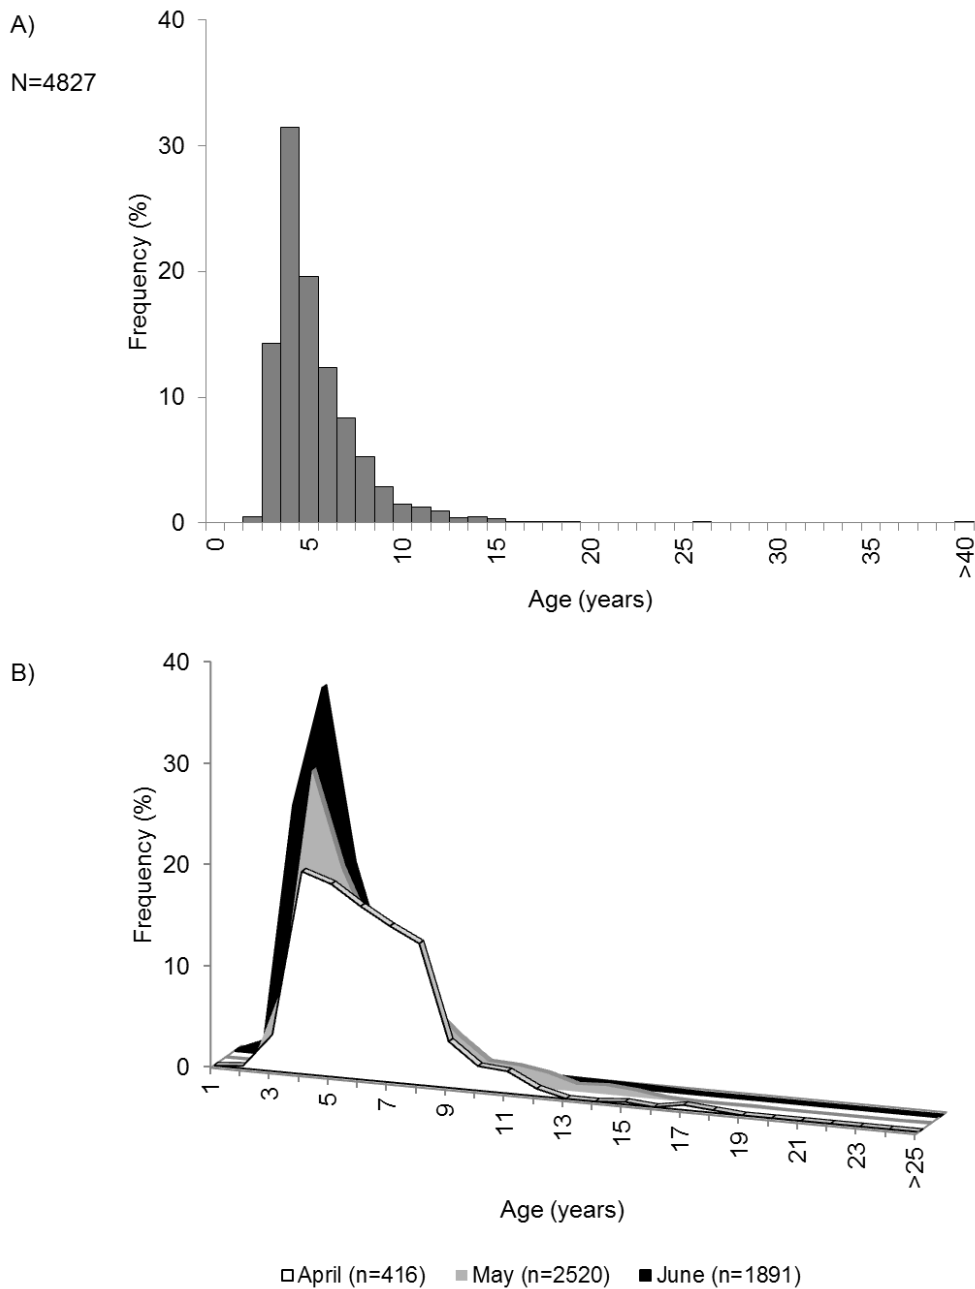 A)
N=4827
40
30
20
10
0
Frequency (%)
0 5 10 15 20 25 30 35 >40
Age (years)
B)
40
30
20
10
0
Frequency (%)
1 3 5 7 9 11 13 15 17 19 21 23 >25
Age (years)
April (n=416) May (n=2520) June (n=1891)